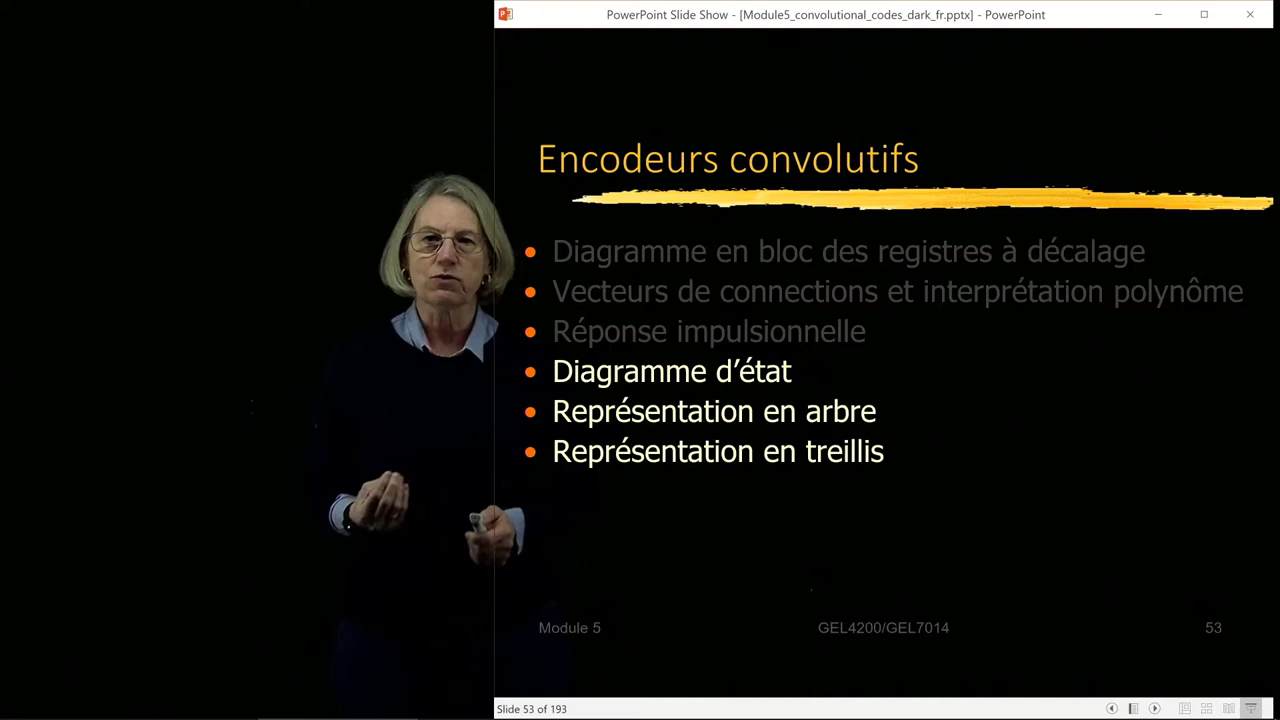 PowerPoint Slide Show - [Module5_convolutional_codes_dark_fr.pptx] - PowerPoint
Encodeurs convolutifs
Diagramme en bloc des registres à décalage
Vecteurs de connections et interprétation polynôme
Réponse impulsionnelle
Diagramme d’état
Représentation en arbre
Représentation en treillis
Module 5
GEL4200/GEL7014
53
Slide 53 of 193